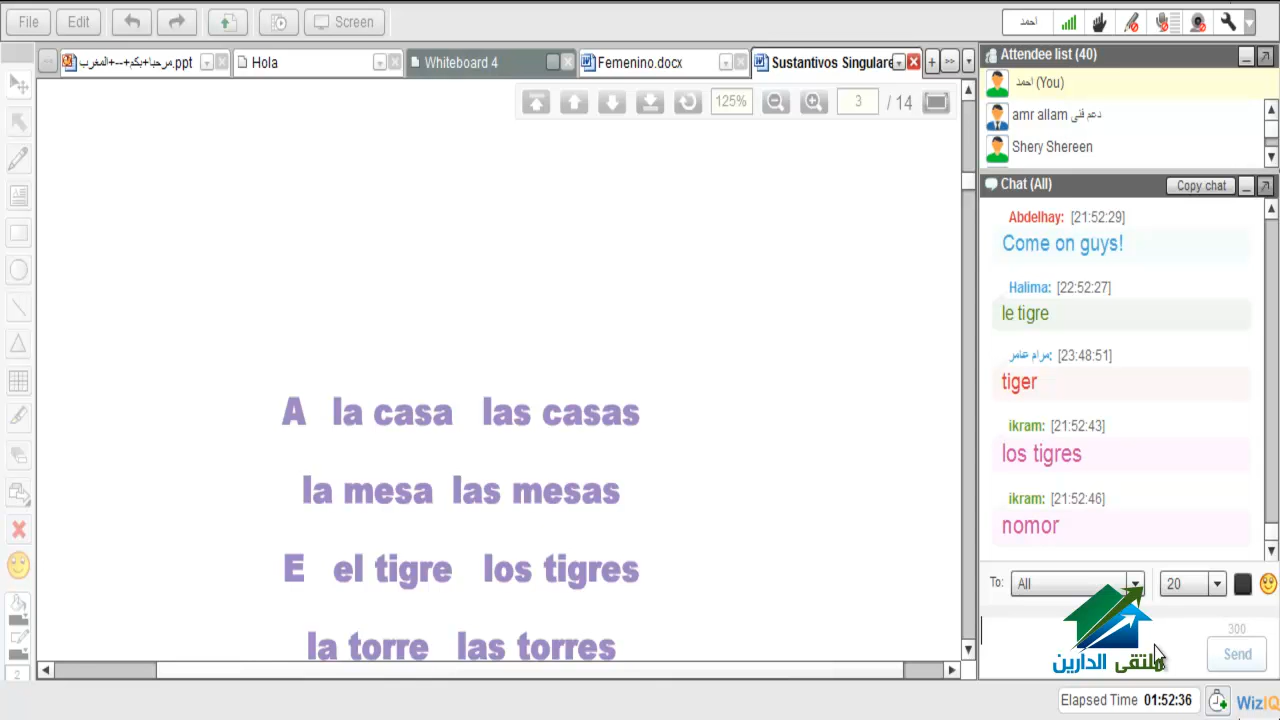 File Edit Screen احمد
مرحبا+بكم+--+المغرب.ppt Hola Whiteboard 4 Femenino.docx Sustantivos Singulare
125% 3 / 14
A la casa las casas
la mesa las mesas
E el tigre los tigres
la torre las torres
2
Attendee list (40)
احمد (You)
amr allam دعم فنى
Shery Shereen
Chat (All) Copy chat
Abdelhay: [21:52:29]
Come on guys!
Halima: [22:52:27]
le tigre
مرام عامر: [23:48:51]
tiger
ikram: [21:52:43]
los tigres
ikram: [21:52:46]
nomor
To: All 20
300
Send
ملتقى الدارين
Elapsed Time 01:52:36 WizIQ